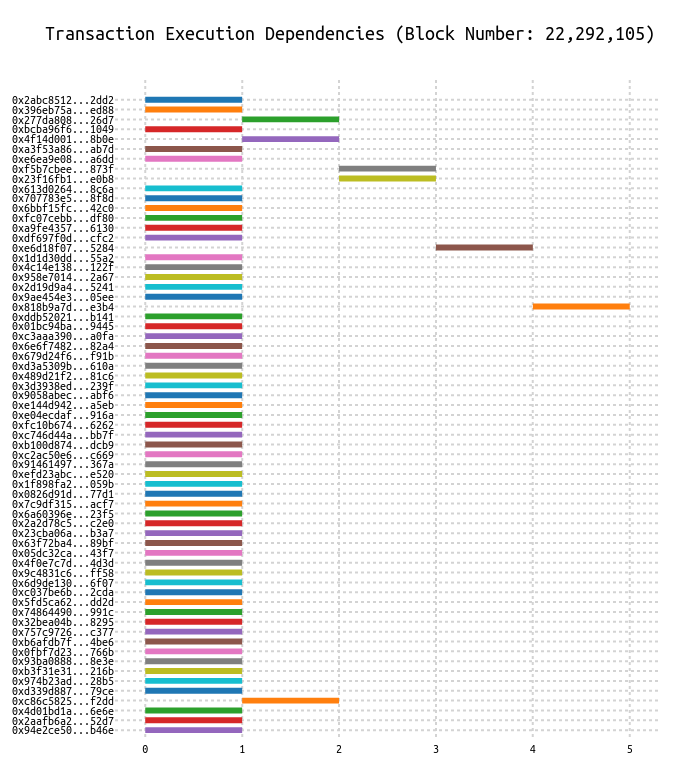 Transaction Execution Dependencies (Block Number: 22,292,105)
0x2abc8512...2dd2
0x396eb75a...ed88
0x277da808...26d7
0xbcba96f6...1049
0x4f14d001...8b0e
0xa3f53a86...ab7d
0xe6ea9e08...a6dd
0xf5b7cbee...873f
0x23f16fb1...e0b8
0x613d0264...8c6a
0x707783e5...8f8d
0x6bbf15fc...42c0
0xfc07cebb...df80
0xa9fe4357...6130
0xdf697f0d...cfc2
0xe6d18f07...5284
0x1d1d30dd...55a2
0x4c14e138...122f
0x958e7014...2a67
0x2d19d9a4...5241
0x9ae454e3...05ee
0x818b9a7d...e3b4
0xddb52021...b141
0x01bc94ba...9445
0xc3aaa390...a0fa
0x6e6f7482...82a4
0x679d24f6...f91b
0xd3a5309b...610a
0x489d21f2...81c6
0x3d3938ed...239f
0x9058abec...abf6
0xe144d942...a5eb
0xe04ecdaf...916a
0xfc10b674...6262
0xc746d44a...bb7f
0xb100d874...dcb9
0xc2ac50e6...c669
0x91461497...367a
0xefd23abc...e520
0x1f898fa2...059b
0x0826d91d...77d1
0x7c9df315...acf7
0x6a60396e...23f5
0x2a2d78c5...c2e0
0x23cba06a...b3a7
0x63f72ba4...89bf
0x05dc32ca...43f7
0x4f0e7c7d...4d3d
0x9c4831c6...ff58
0x6d9de130...6f07
0xc037be6b...2cda
0x5fd5ca62...dd2d
0x74864490...991c
0x32bea04b...8295
0x757c9726...c377
0xb6afdb7f...4be6
0x0fbf7d23...766b
0x93ba0888...8e3e
0xb3f31e31...216b
0x974b23ad...28b5
0xd339d887...79ce
0xc86c5825...f2dd
0x4d01bd1a...6e6e
0x2aafb6a2...52d7
0x94e2ce50...b46e
0 1 2 3 4 5